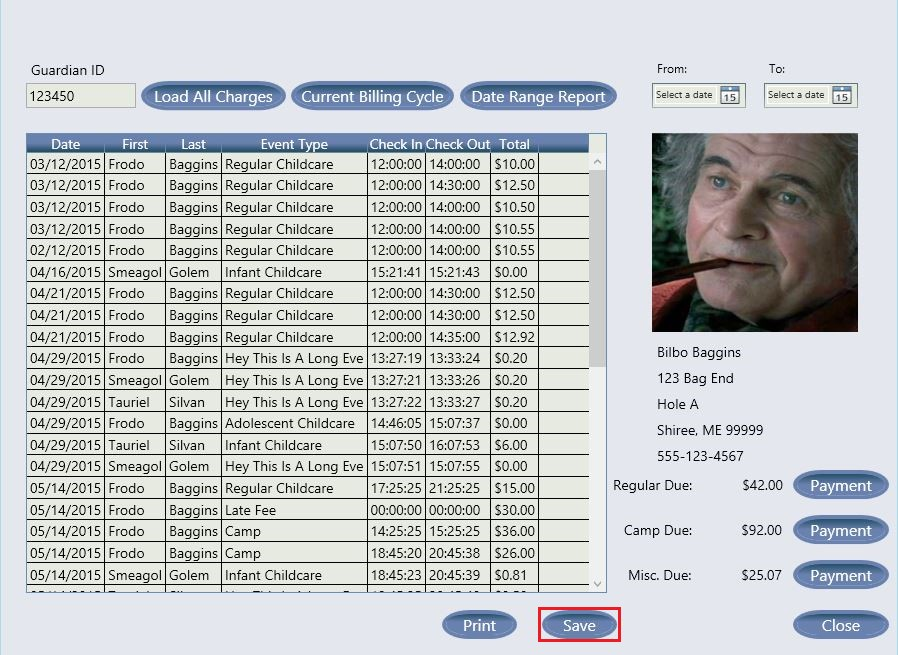 Guardian ID
From: To:
123450 Load All Charges Current Billing Cycle Date Range Report Select a date 15 Select a date 15
Date First Last Event Type Check In Check Out Total
03/12/2015 Frodo Baggins Regular Childcare 12:00:00 14:00:00 $10.00
03/12/2015 Frodo Baggins Regular Childcare 12:00:00 14:30:00 $12.50
03/12/2015 Frodo Baggins Regular Childcare 12:00:00 14:00:00 $10.50
03/12/2015 Frodo Baggins Regular Childcare 12:00:00 14:00:00 $10.55
02/12/2015 Frodo Baggins Regular Childcare 12:00:00 14:00:00 $10.55
04/16/2015 Smeagol Golem Infant Childcare 15:21:41 15:21:43 $0.00
04/21/2015 Frodo Baggins Regular Childcare 12:00:00 14:30:00 $12.50
04/21/2015 Frodo Baggins Regular Childcare 12:00:00 14:30:00 $12.50
04/21/2015 Frodo Baggins Regular Childcare 12:00:00 14:35:00 $12.92
04/29/2015 Frodo Baggins Hey This Is A Long Eve 13:27:19 13:33:24 $0.20
04/29/2015 Smeagol Golem Hey This Is A Long Eve 13:27:21 13:33:26 $0.20
04/29/2015 Tauriel Silvan Hey This Is A Long Eve 13:27:22 13:33:27 $0.20
04/29/2015 Frodo Baggins Adolescent Childcare 14:46:05 15:07:37 $0.00
04/29/2015 Tauriel Silvan Infant Childcare 15:07:50 16:07:53 $6.00
04/29/2015 Smeagol Golem Hey This Is A Long Eve 15:07:51 15:07:55 $0.00
05/14/2015 Frodo Baggins Regular Childcare 17:25:25 21:25:25 $15.00
05/14/2015 Frodo Baggins Late Fee 00:00:00 00:00:00 $30.00
05/14/2015 Frodo Baggins Camp 14:25:25 15:25:25 $36.00
05/14/2015 Frodo Baggins Camp 18:45:20 20:45:38 $26.00
05/14/2015 Smeagol Golem Infant Childcare 18:45:23 20:45:39 $0.81
Bilbo Baggins
123 Bag End
Hole A
Shiree, ME 99999
555-123-4567
Regular Due: $42.00 Payment
Camp Due: $92.00 Payment
Misc. Due: $25.07 Payment
Print Save Close